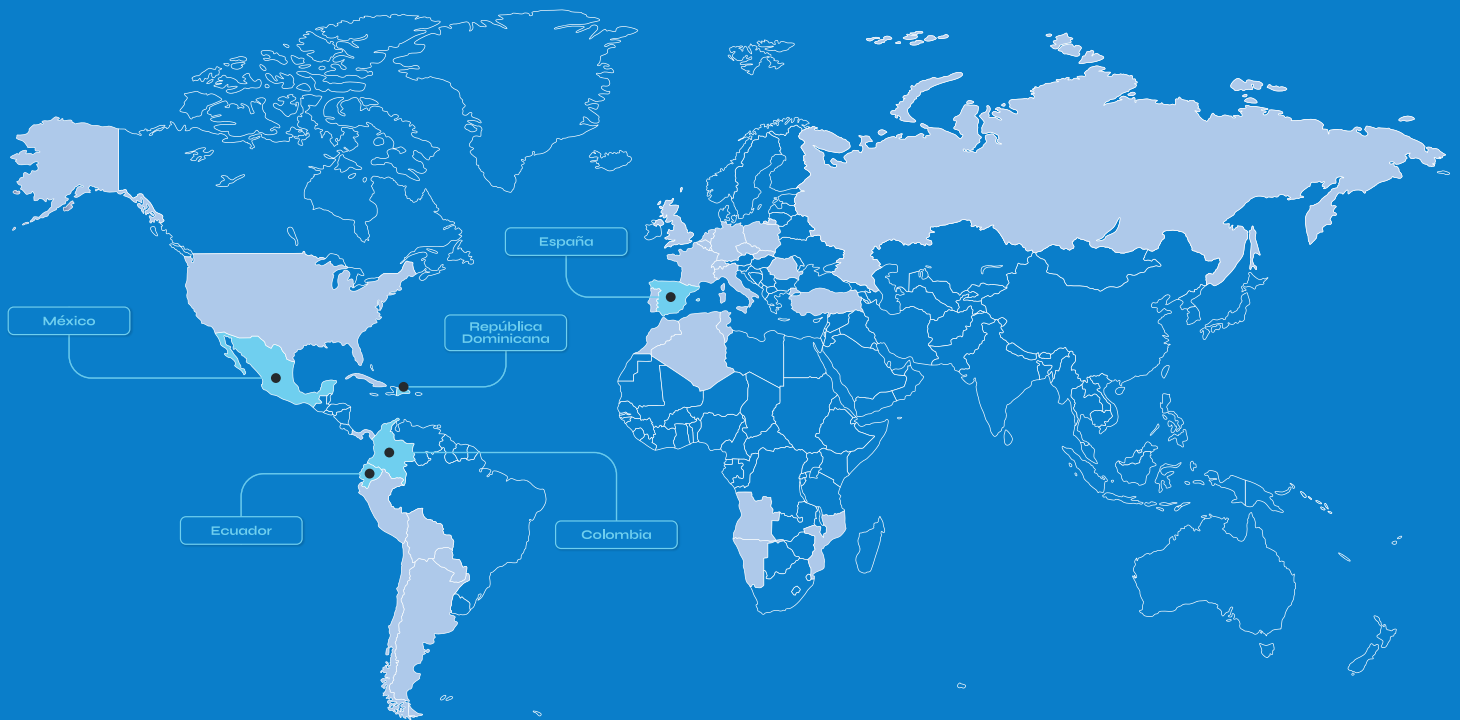 España
México
República
Dominicana
Ecuador
Colombia